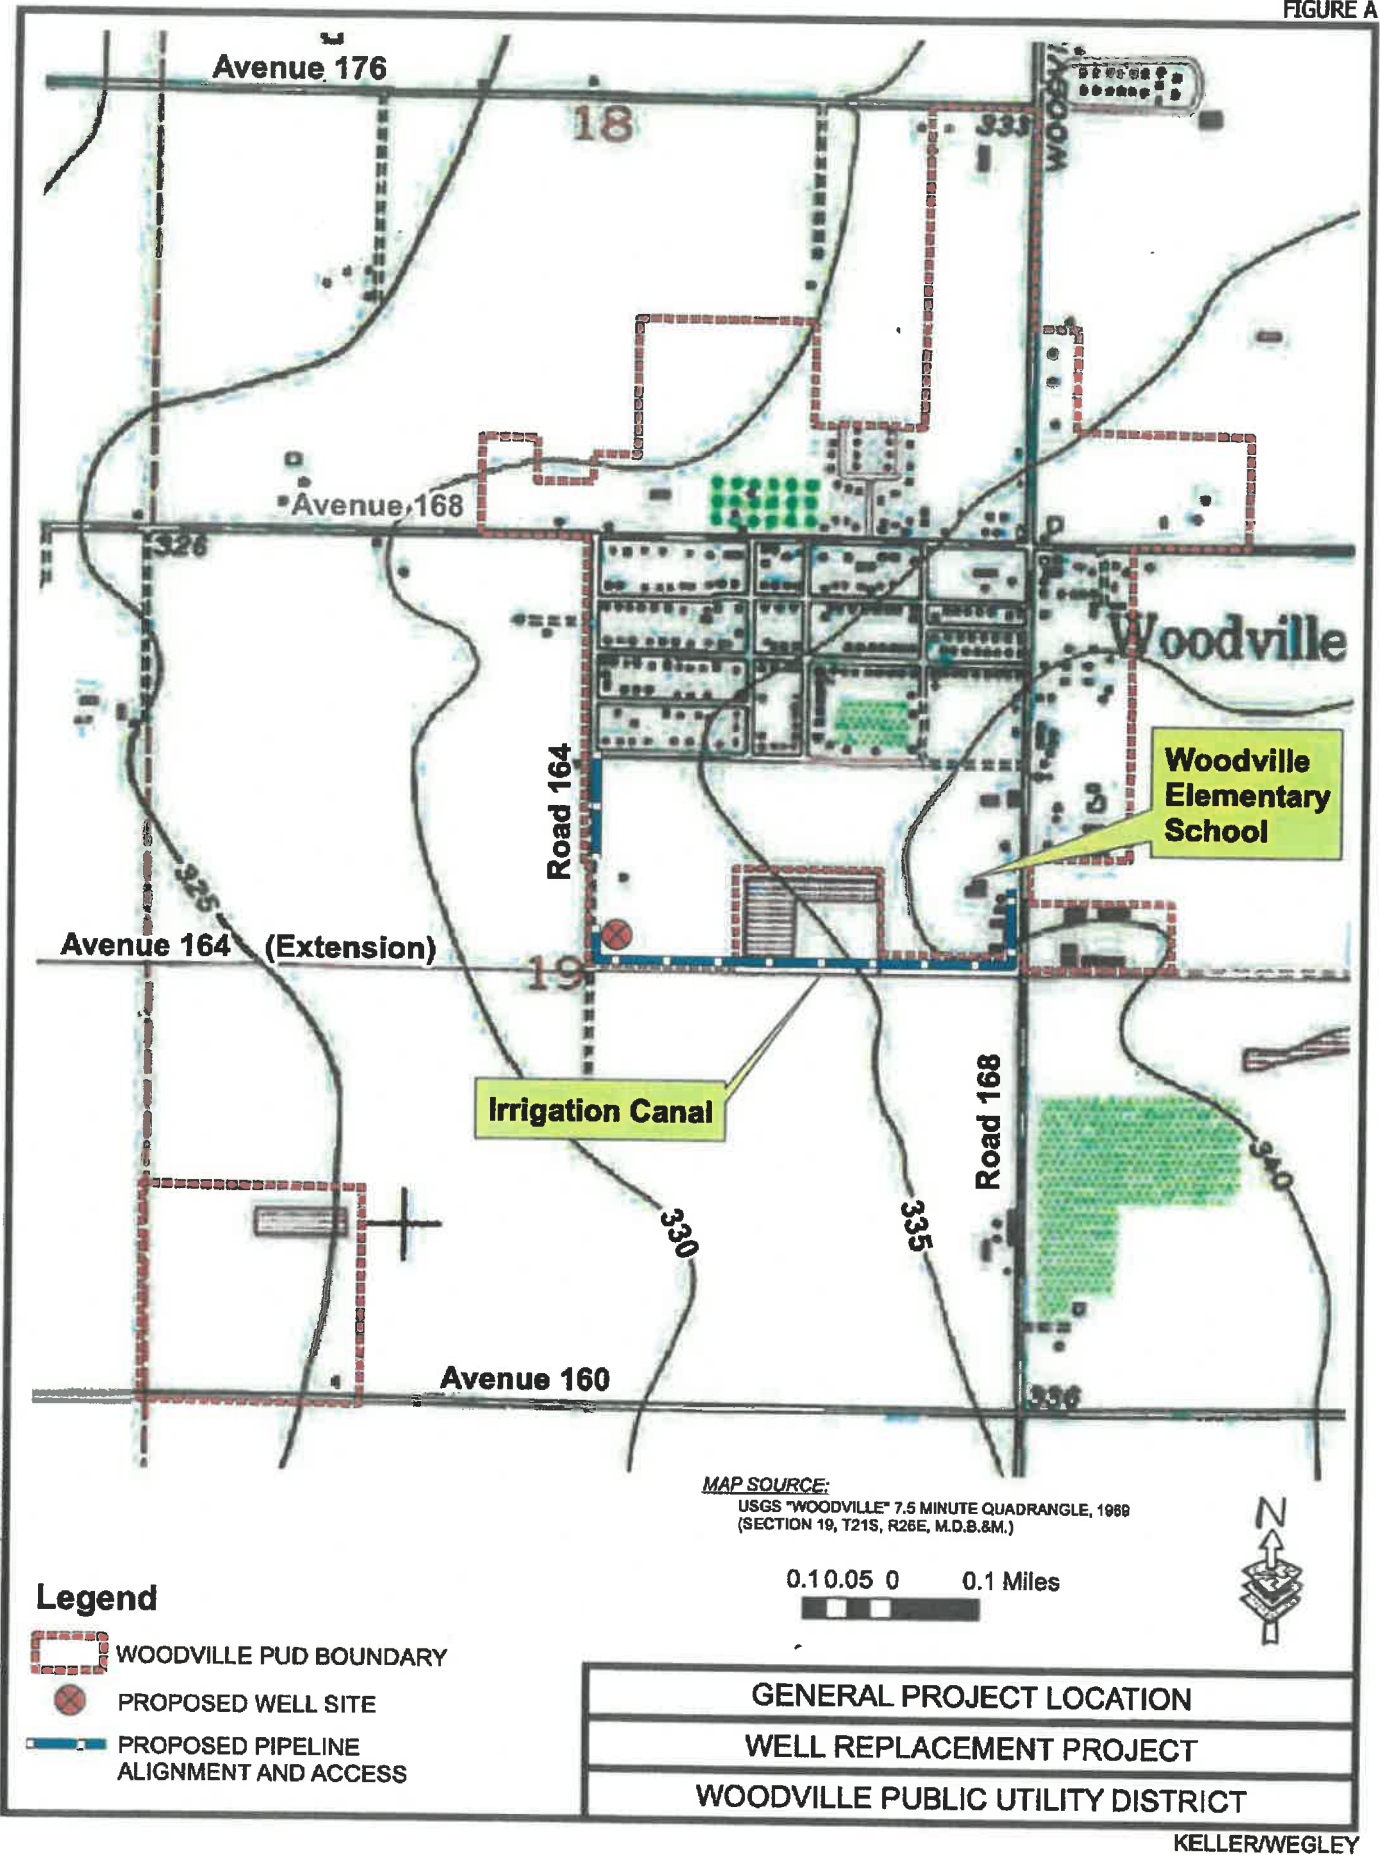 FIGURE A
Avenue 176
18
333
WOODVI
Avenue 168
326
Woodville
Road 164
Woodville
Elementary
School
325
Avenue 164 (Extension)
19
Irrigation Canal
Road 168
340
330
335
Avenue 160
336
MAP SOURCE:
USGS "WOODVILLE" 7.5 MINUTE QUADRANGLE, 1969
(SECTION 19, T21S, R26E, M.D.B.&M.)
N
0.1 0.05 0 0.1 Miles
Legend
WOODVILLE PUD BOUNDARY
PROPOSED WELL SITE
PROPOSED PIPELINE
ALIGNMENT AND ACCESS
GENERAL PROJECT LOCATION
WELL REPLACEMENT PROJECT
WOODVILLE PUBLIC UTILITY DISTRICT
KELLER/WEGLEY